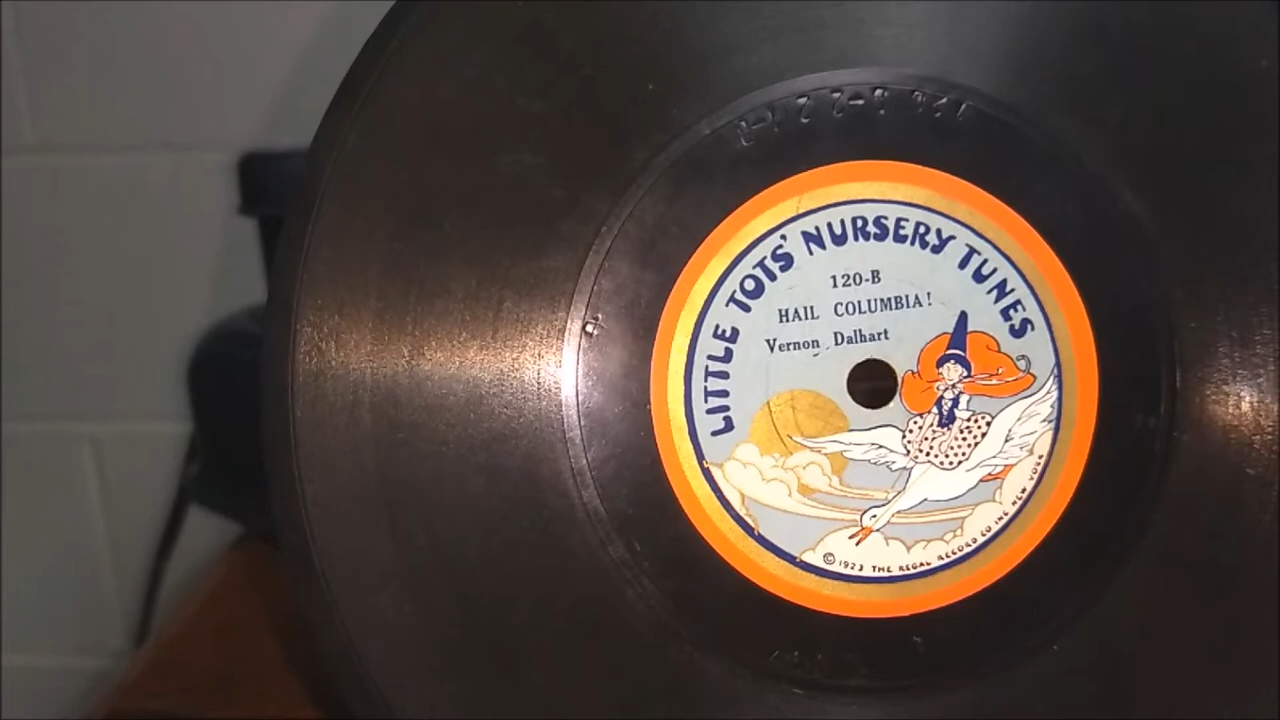 LITTLE TOTS' NURSERY TUNES
120-B
HAIL COLUMBIA!
Vernon Dalhart
© 1923 THE REGAL RECORD CO INC NEW YORK